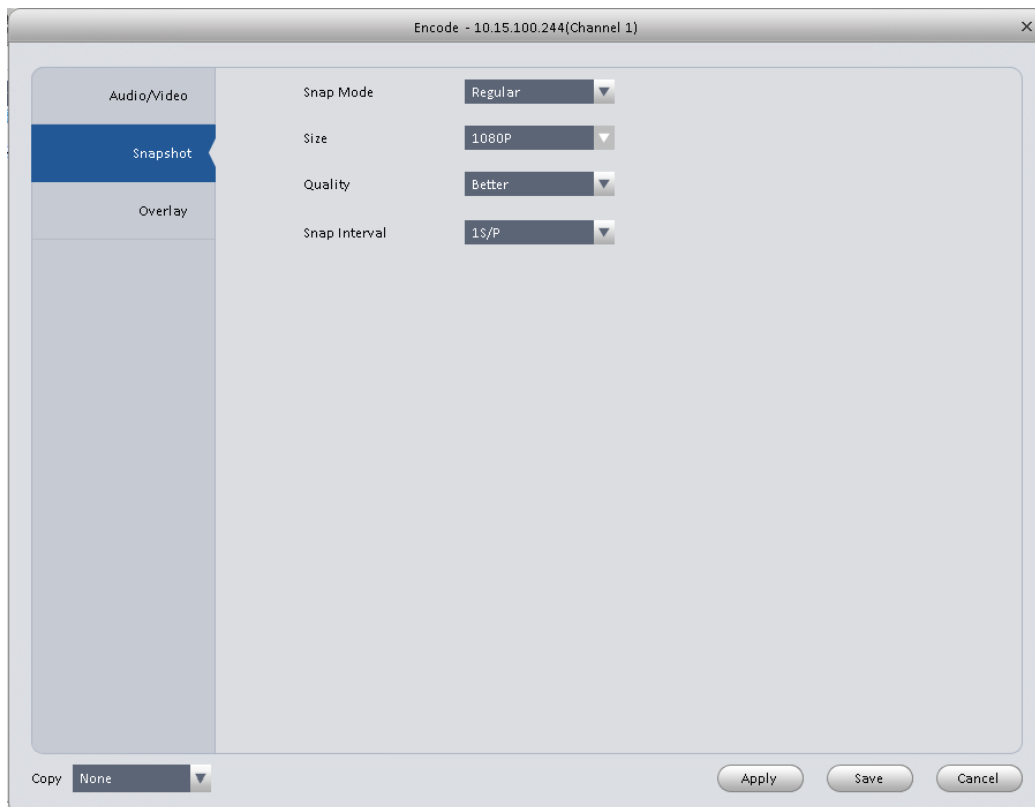 Encode - 10.15.100.244(Channel 1)
Audio/Video
Snapshot
Overlay
Snap Mode Regular
Size 1080P
Quality Better
Snap Interval 1S/P
Copy None
Apply Save Cancel